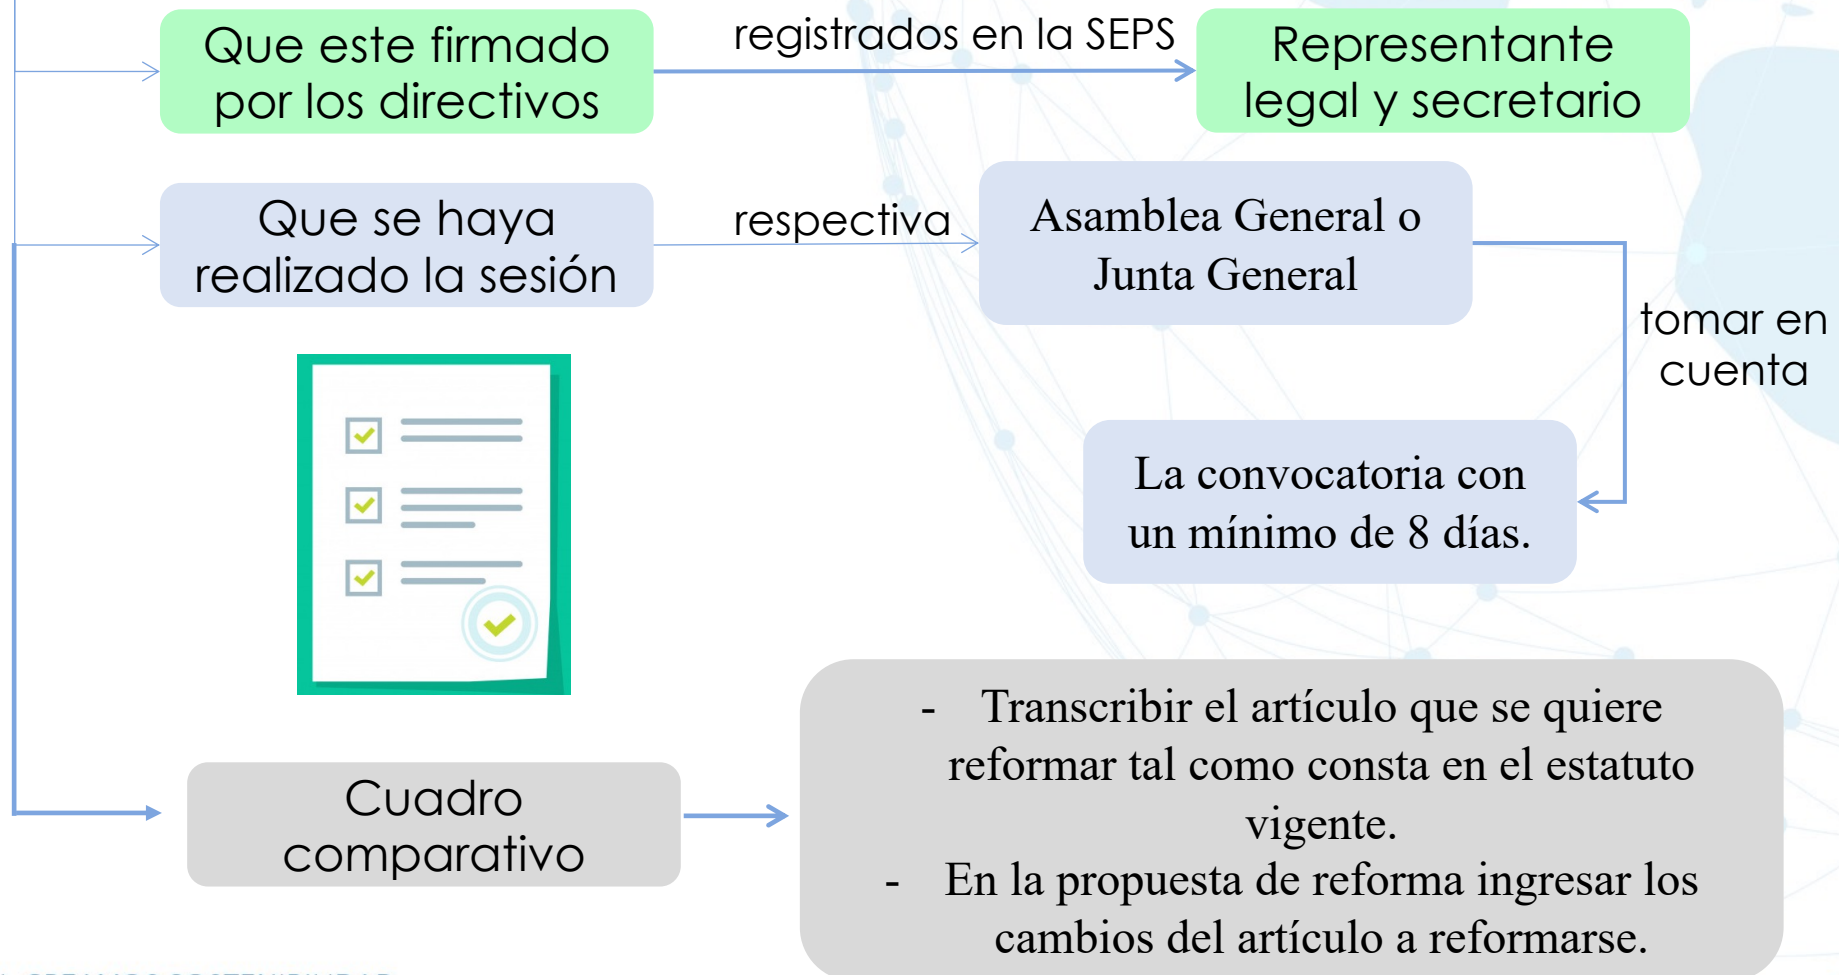 Que este firmado
por los directivos
registrados en la SEPS
Representante
legal y secretario
Que se haya
realizado la sesión
respectiva
Asamblea General o
Junta General
tomar en
cuenta
La convocatoria con
un mínimo de 8 días.
Cuadro
comparativo
- Transcribir el artículo que se quiere
reformar tal como consta en el estatuto
vigente.
- En la propuesta de reforma ingresar los
cambios del artículo a reformarse.